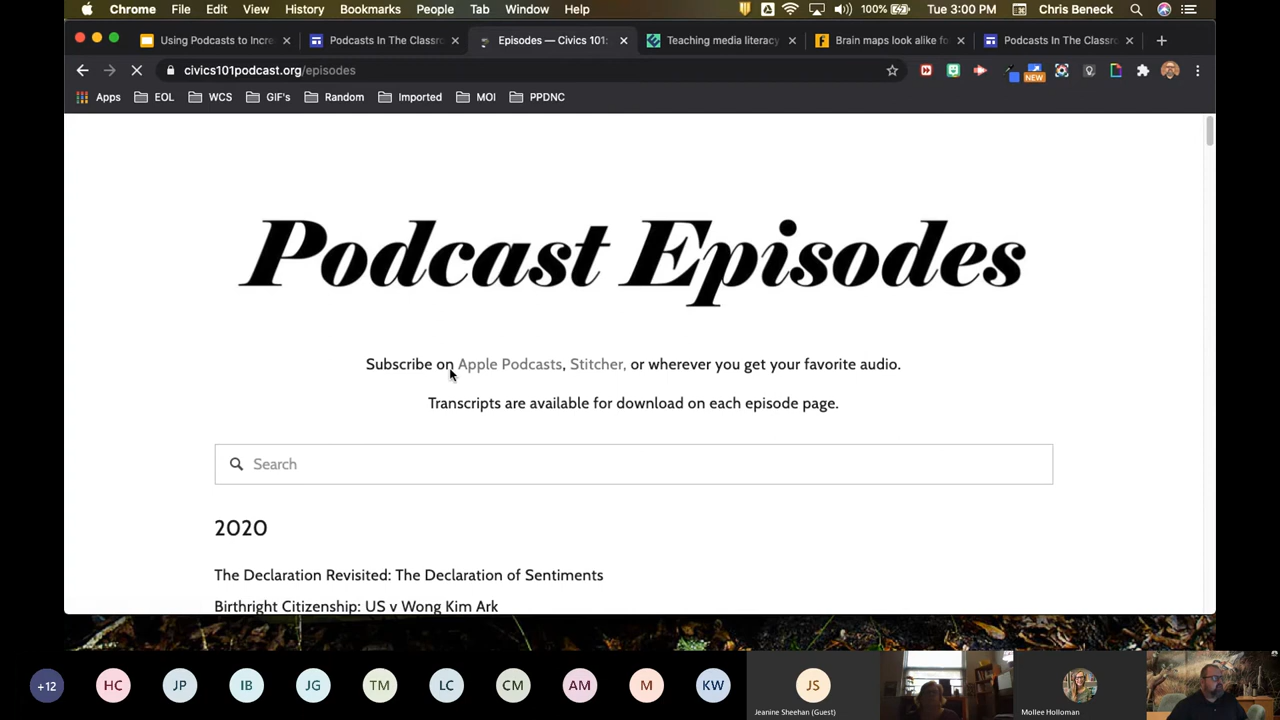 Chrome File Edit View History Bookmarks People Tab Window Help 100% Tue 3:00 PM Chris Beneck
Using Podcasts to Incre Podcasts In The Classro Episodes — Civics 101: Teaching media literacy Brain maps look alike fo Podcasts In The Classro
civics101podcast.org/episodes NEW
Apps EOL WCS GIF's Random Imported MOI PPDNC
Podcast Episodes
Subscribe on Apple Podcasts, Stitcher, or wherever you get your favorite audio.
Transcripts are available for download on each episode page.
Search
2020
The Declaration Revisited: The Declaration of Sentiments
Birthright Citizenship: US v Wong Kim Ark
+12 HC JP IB JG TM LC CM AM M KW JS
Jeanine Sheehan (Guest) Mollee Holloman